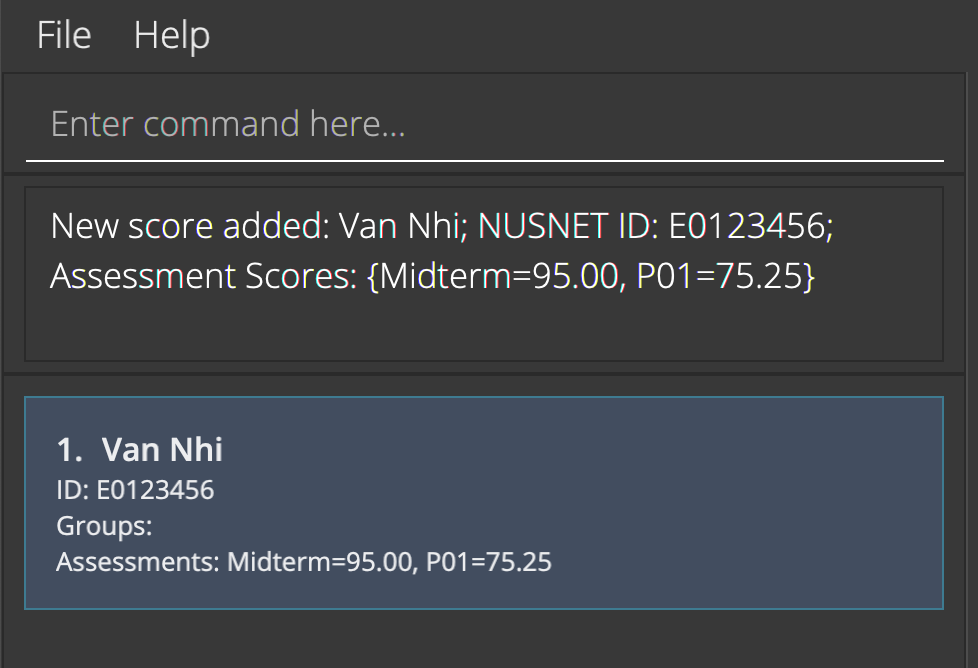 File Help
Enter command here...
New score added: Van Nhi; NUSNET ID: E0123456;
Assessment Scores: {Midterm=95.00, P01=75.25}
1. Van Nhi
ID: E0123456
Groups:
Assessments: Midterm=95.00, P01=75.25